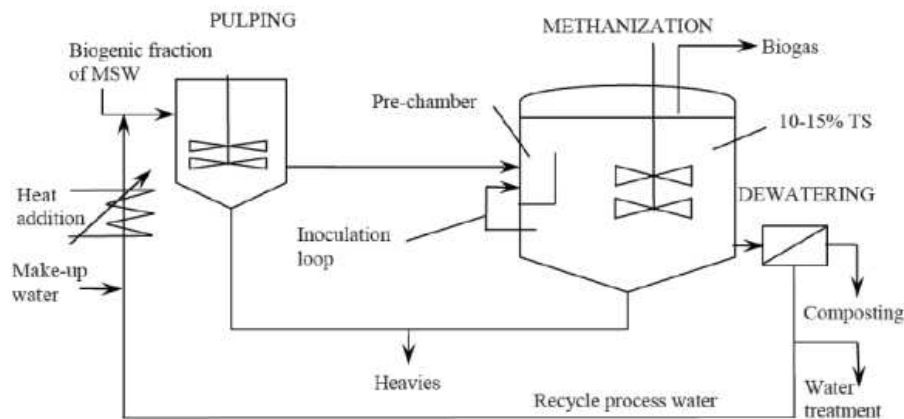 PULPING
METHANIZATION
Biogenic fraction
of MSW
Biogas
Pre-chamber
10-15% TS
Heat
addition
DEWATERING
Inoculation
loop
Make-up
water
Composting
Heavies
Recycle process water
Water
treatment